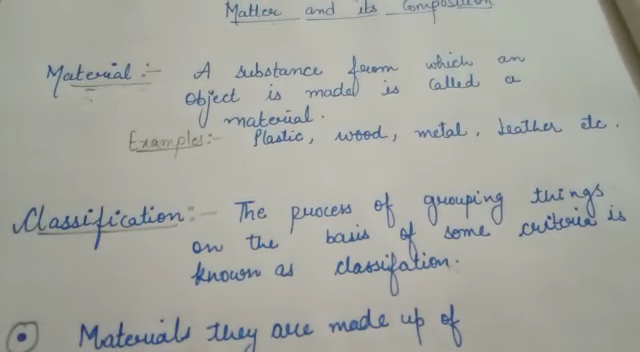 Matter and its Composition
Material :- A substance from which an
object is made is called a
material.
Examples:- Plastic, wood, metal, Leather etc.
Classification :- The process of grouping things
on the basis of some criteria is
known as classifation.
Materials they are made up of